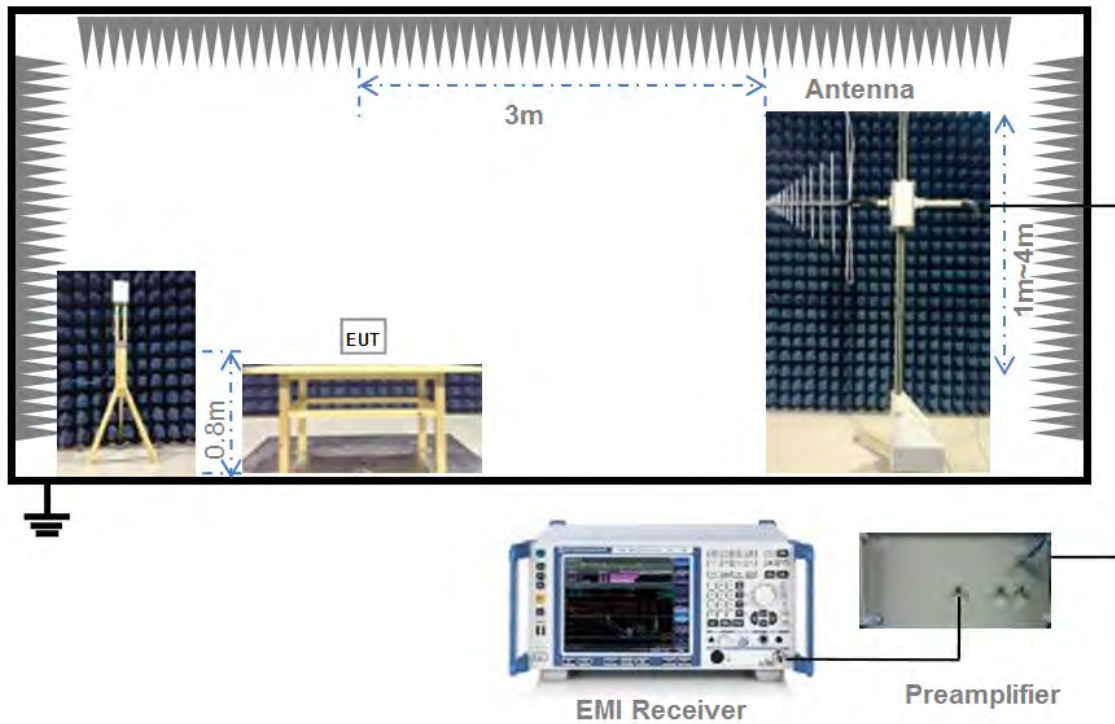 Antenna
3m
1m~4m
EUT
0.8m
EMI Receiver
Preamplifier